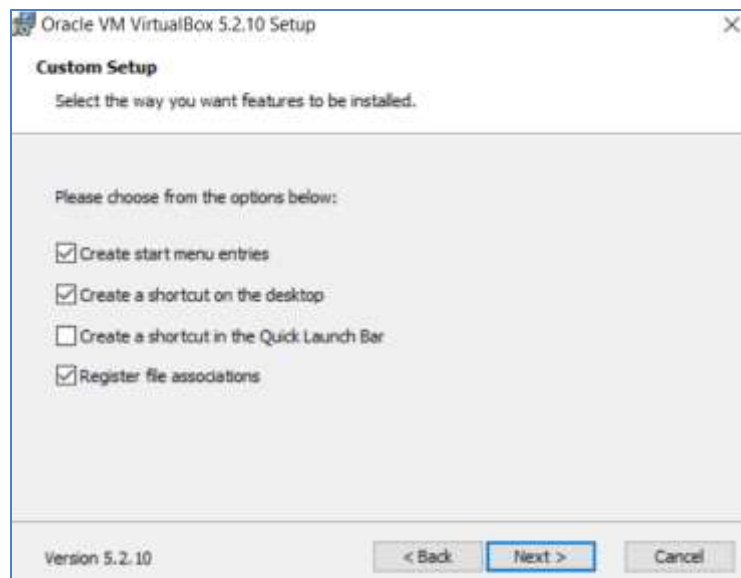 Oracle VM VirtualBox 5.2.10 Setup
Custom Setup
Select the way you want features to be installed.
Please choose from the options below:
Create start menu entries
Create a shortcut on the desktop
Create a shortcut in the Quick Launch Bar
Register file associations
Version 5.2.10
< Back
Next >
Cancel